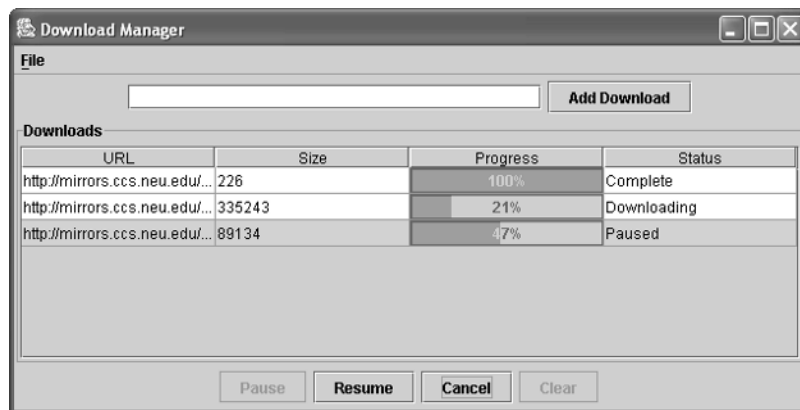 Download Manager
File
Add Download
Downloads
URL Size Progress Status
http://mirrors.ccs.neu.edu/... 226 100% Complete
http://mirrors.ccs.neu.edu/... 335243 21% Downloading
http://mirrors.ccs.neu.edu/... 89134 47% Paused
Pause Resume Cancel Clear